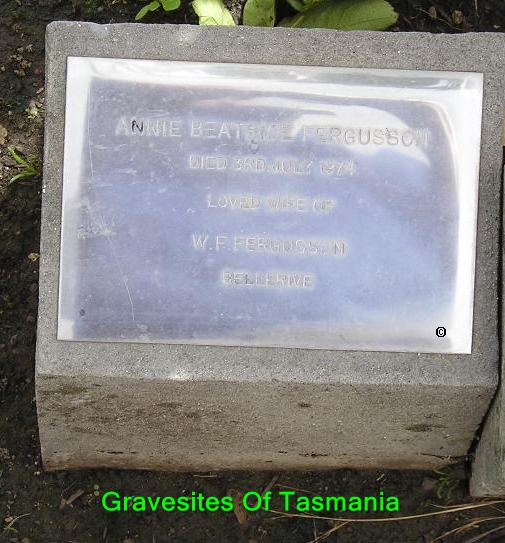 ANNIE BEATRICE FERGUSSON
DIED 3RD JULY 1974
LOVED WIFE OF
W.F. FERGUSSON
BELLERIVE
©
Gravesites Of Tasmania